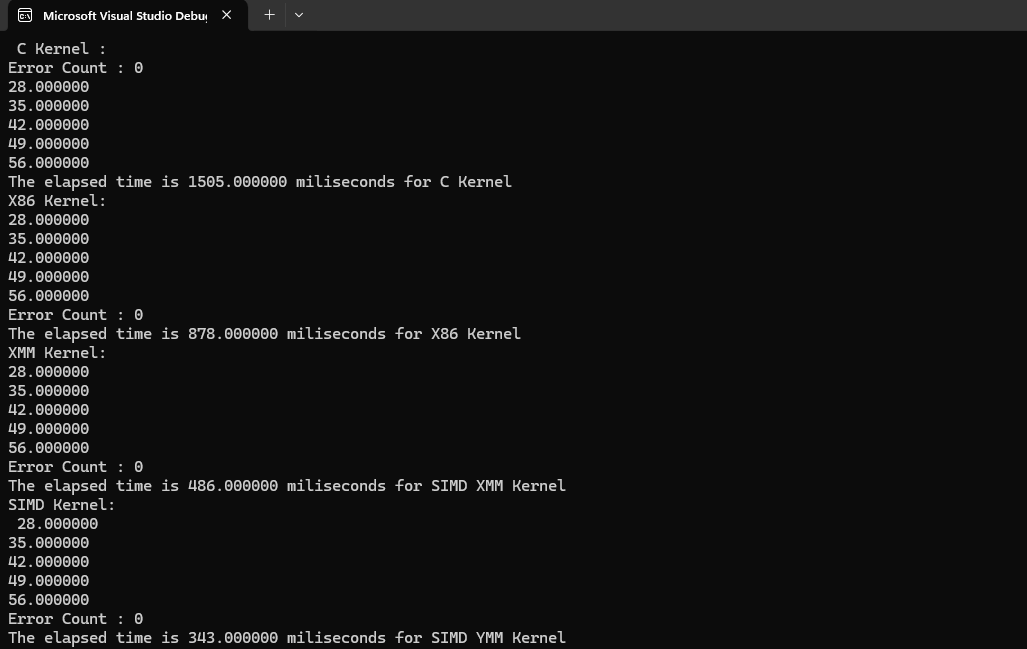 Microsoft Visual Studio Debug
C Kernel :
Error Count : 0
28.000000
35.000000
42.000000
49.000000
56.000000
The elapsed time is 1505.000000 miliseconds for C Kernel
X86 Kernel:
28.000000
35.000000
42.000000
49.000000
56.000000
Error Count : 0
The elapsed time is 878.000000 miliseconds for X86 Kernel
XMM Kernel:
28.000000
35.000000
42.000000
49.000000
56.000000
Error Count : 0
The elapsed time is 486.000000 miliseconds for SIMD XMM Kernel
SIMD Kernel:
28.000000
35.000000
42.000000
49.000000
56.000000
Error Count : 0
The elapsed time is 343.000000 miliseconds for SIMD YMM Kernel